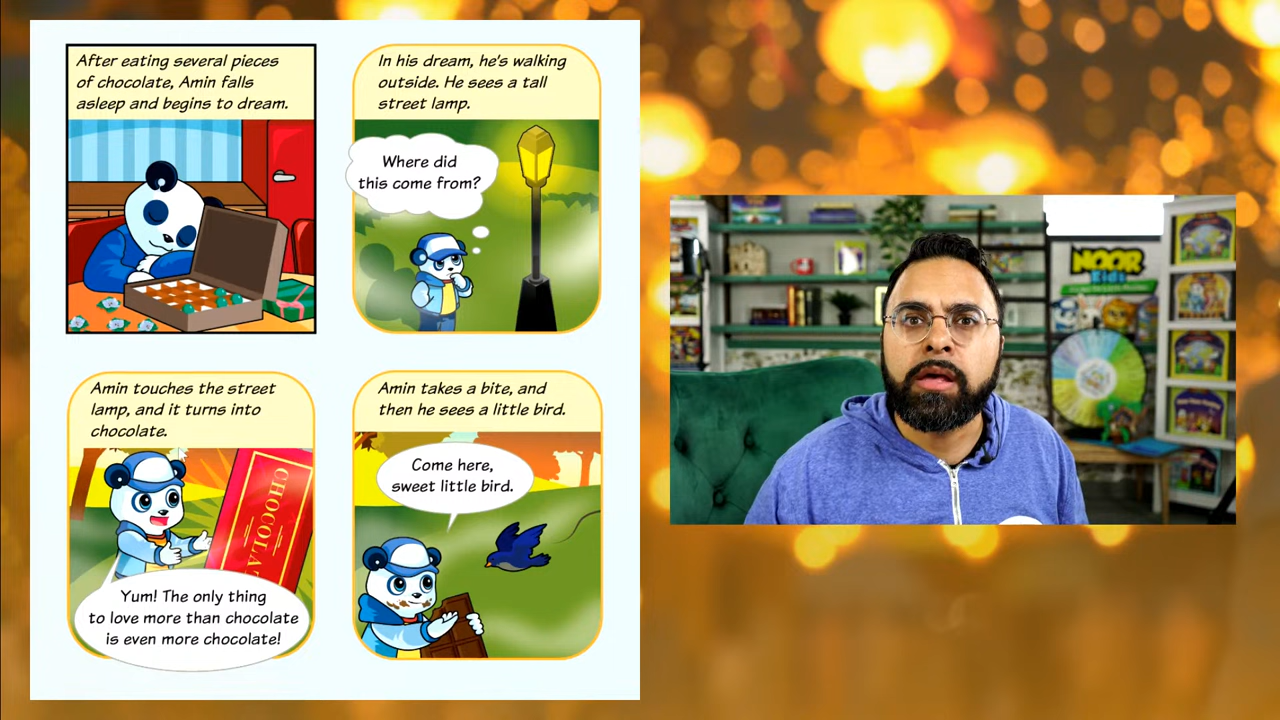 After eating several pieces
of chocolate, Amin falls
asleep and begins to dream.
In his dream, he's walking
outside. He sees a tall
street lamp.
Where did
this come from?
Amin touches the street
lamp, and it turns into
chocolate.
CHOCOLAT
Yum! The only thing
to love more than chocolate
is even more chocolate!
Amin takes a bite, and
then he sees a little bird.
Come here,
sweet little bird.
NOOR
Kids